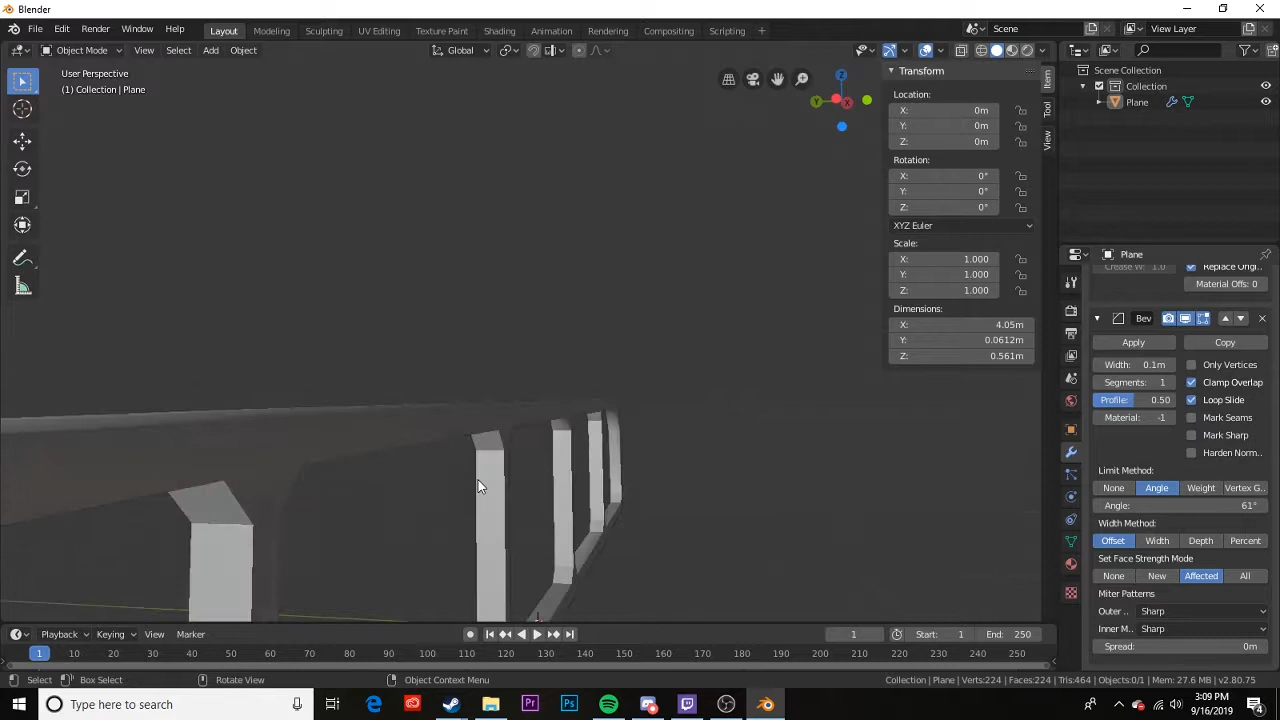 Blender
File Edit Render Window Help Layout Modeling Sculpting UV Editing Texture Paint Shading Animation Rendering Compositing Scripting + Scene View Layer
Object Mode View Select Add Object Global
User Perspective
(1) Collection | Plane
Transform
Location:
X: 0m
Y: 0m
Z: 0m
Rotation:
X: 0°
Y: 0°
Z: 0°
XYZ Euler
Scale:
X: 1.000
Y: 1.000
Z: 1.000
Dimensions:
X: 4.05m
Y: 0.0612m
Z: 0.561m
Item
Tool
View
Z
Y
X
Scene Collection
Collection
Plane
Plane
Crease W 1.0 Replace Origi..
Material Offs: 0
Bev
Apply Copy
Width: 0.1m Only Vertices
Segments: 1 Clamp Overlap
Profile: 0.50 Loop Slide
Material: -1 Mark Seams
Mark Sharp
Harden Norm..
Limit Method:
None Angle Weight Vertex G..
Angle: 61°
Width Method:
Offset Width Depth Percent
Set Face Strength Mode
None New Affected All
Miter Patterns
Outer .. Sharp
Inner M.. Sharp
Spread: 0m
Playback Keying View Marker 1 Start: 1 End: 250
1 10 20 30 40 50 60 70 80 90 100 110 120 130 140 150 160 170 180 190 200 210 220 230 240 250
Select Box Select Rotate View Object Context Menu Collection | Plane | Verts:224 | Faces:224 | Tris:464 | Objects:0/1 | Mem: 27.6 MB | v2.80.75
Type here to search
3:09 PM
9/16/2019